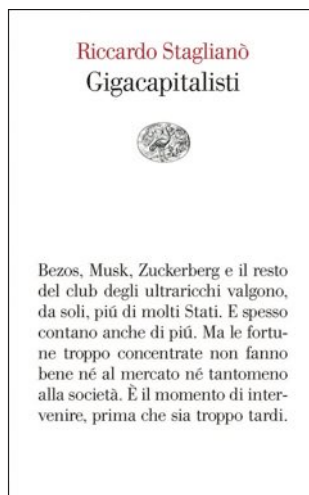 Riccardo Staglianò
Gigacapitalisti
Bezos, Musk, Zuckerberg e il resto
del club degli ultraricchi valgono,
da soli, piú di molti Stati. E spesso
contano anche di piú. Ma le fortu-
ne troppo concentrate non fanno
bene né al mercato né tantomeno
alla società. È il momento di inter-
venire, prima che sia troppo tardi.